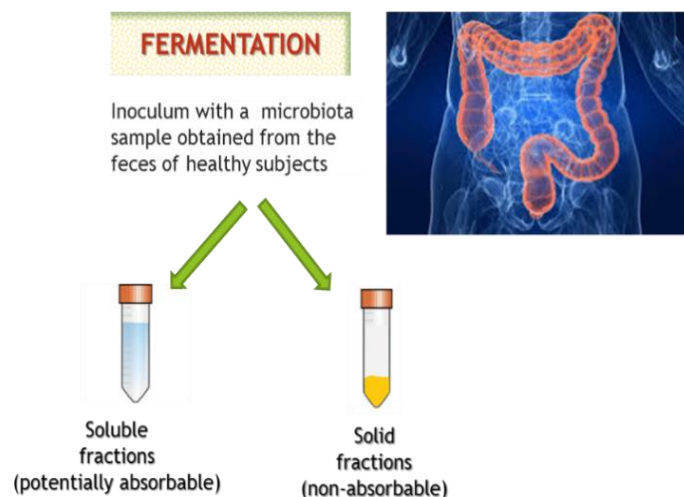 FERMENTATION
Inoculum with a microbiota
sample obtained from the
feces of healthy subjects
Soluble
fractions
(potentially absorbable)
Solid
fractions
(non-absorbable)